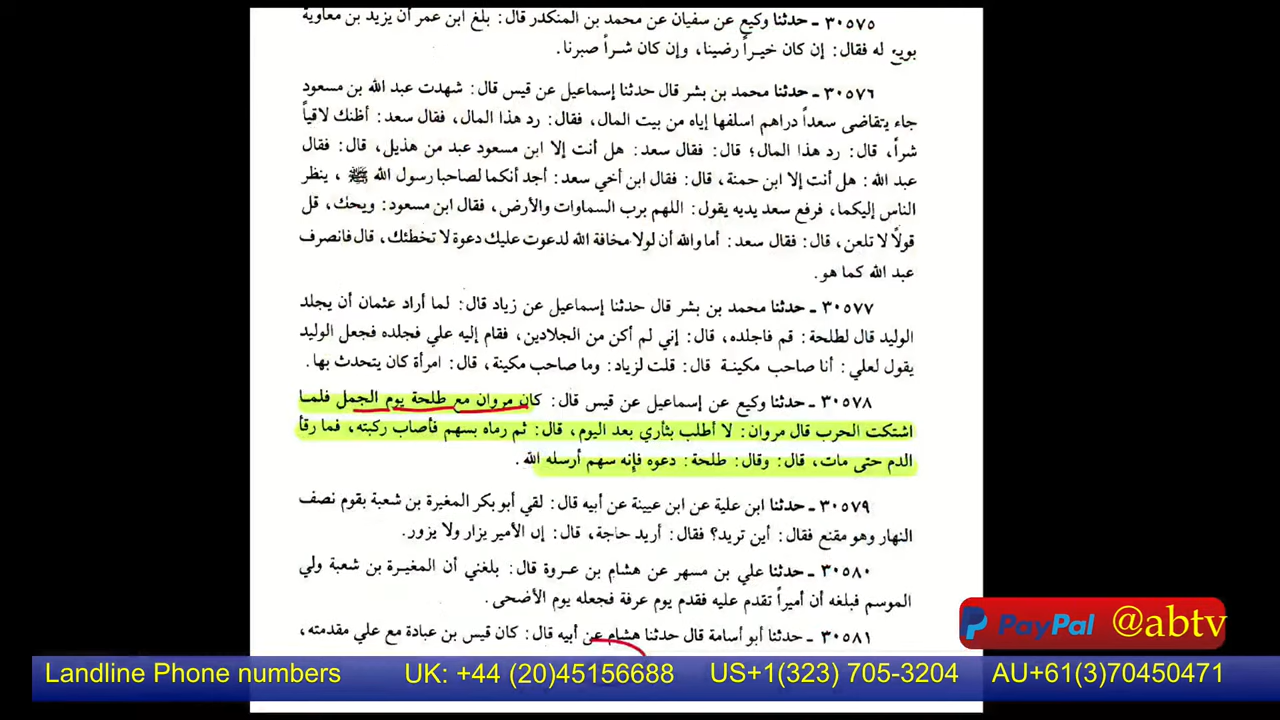 ٣٠٥٧٥ ـ حدثنا وكيع عن سفيان عن محمد بن المنكدر قال: بلغ ابن عمر أن يزيد بن معاوية
بويع له فقال: إن كان خيراً رضينا، وإن كان شراً صبرنا.
٣٠٥٧٦ ـ حدثنا محمد بن بشر قال حدثنا إسماعيل عن قيس قال: شهدت عبد الله بن مسعود
جاء يتقاضى سعداً دراهم اسلفها إياه من بيت المال، فقال: رد هذا المال، فقال سعد: أظنك لاقياً
شراً، قال: رد هذا المال؛ قال: فقال سعد: هل أنت إلا ابن مسعود عبد من هذيل، قال: فقال
عبد الله: هل أنت إلا ابن حمنة، قال: فقال ابن أخي سعد: أجد أنكما لصاحبا رسول الله ﷺ، ينظر
الناس إليكما، فرفع سعد يديه يقول: اللهم برب السماوات والأرض، فقال ابن مسعود: ويحك، قل
قولاً لا تلعن، قال: فقال سعد: أما والله أن لولا مخافة الله لدعوت عليك دعوة لا تخطئك، قال فانصرف
عبد الله كما هو.
٣٠٥٧٧ ـ حدثنا محمد بن بشر قال حدثنا إسماعيل عن زياد قال: لما أراد عثمان أن يجلد
الوليد قال لطلحة: قم فاجلده، قال: إني لم أكن من الجلادين، فقام إليه علي فجلده فجعل الوليد
يقول لعلي: أنا صاحب مكينة قال: قلت لزياد: وما صاحب مكينة، قال: امرأة كان يتحدث بها.
٣٠٥٧٨ ـ حدثنا وكيع عن إسماعيل عن قيس قال: كان مروان مع طلحة يوم الجمل فلما
اشتكت الحرب قال مروان: لا أطلب بثأري بعد اليوم، قال: ثم رماه بسهم فأصاب ركبته، فما رقأ
الدم حتى مات، قال: وقال: طلحة: دعوه فإنه سهم أرسله الله.
٣٠٥٧٩ ـ حدثنا ابن علية عن ابن عيينة عن أبيه قال: لقي أبو بكر المغيرة بن شعبة بقوم نصف
النهار وهو مقنع فقال: أين تريد؟ فقال: أريد حاجة، قال: إن الأمير يزار ولا يزور.
٣٠٥٨٠ ـ حدثنا علي بن مسهر عن هشام بن عروة قال: بلغني أن المغيرة بن شعبة ولي
الموسم فبلغه أن أميراً تقدم عليه فقدم يوم عرفة فجعله يوم الأضحى.
٣٠٥٨١ ـ حدثنا أبو أسامة قال حدثنا هشام عن أبيه قال: كان قيس بن عبادة مع علي مقدمته،
PayPal @abtv
Landline Phone numbers UK: +44 (20)45156688 US+1(323) 705-3204 AU+61(3)70450471